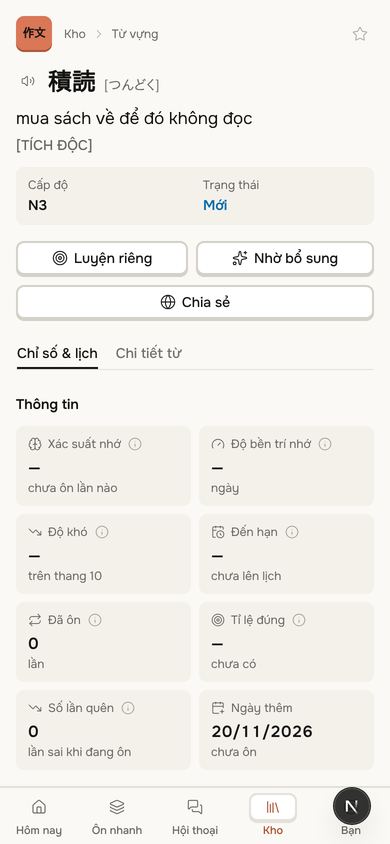 作文 Kho > Từ vựng
積読 [つんどく]
mua sách về để đó không đọc
[TÍCH ĐỘC]
Cấp độ Trạng thái
N3 Mới
Luyện riêng Nhờ bổ sung
Chia sẻ
Chỉ số & lịch Chi tiết từ
Thông tin
Xác suất nhớ Độ bền trí nhớ
– –
chưa ôn lần nào ngày
Độ khó Đến hạn
– –
trên thang 10 chưa lên lịch
Đã ôn Tỉ lệ đúng
0 –
lần chưa có
Số lần quên Ngày thêm
0 20/11/2026
lần sai khi đang ôn chưa ôn
N
Hôm nay Ôn nhanh Hội thoại Kho Bạn